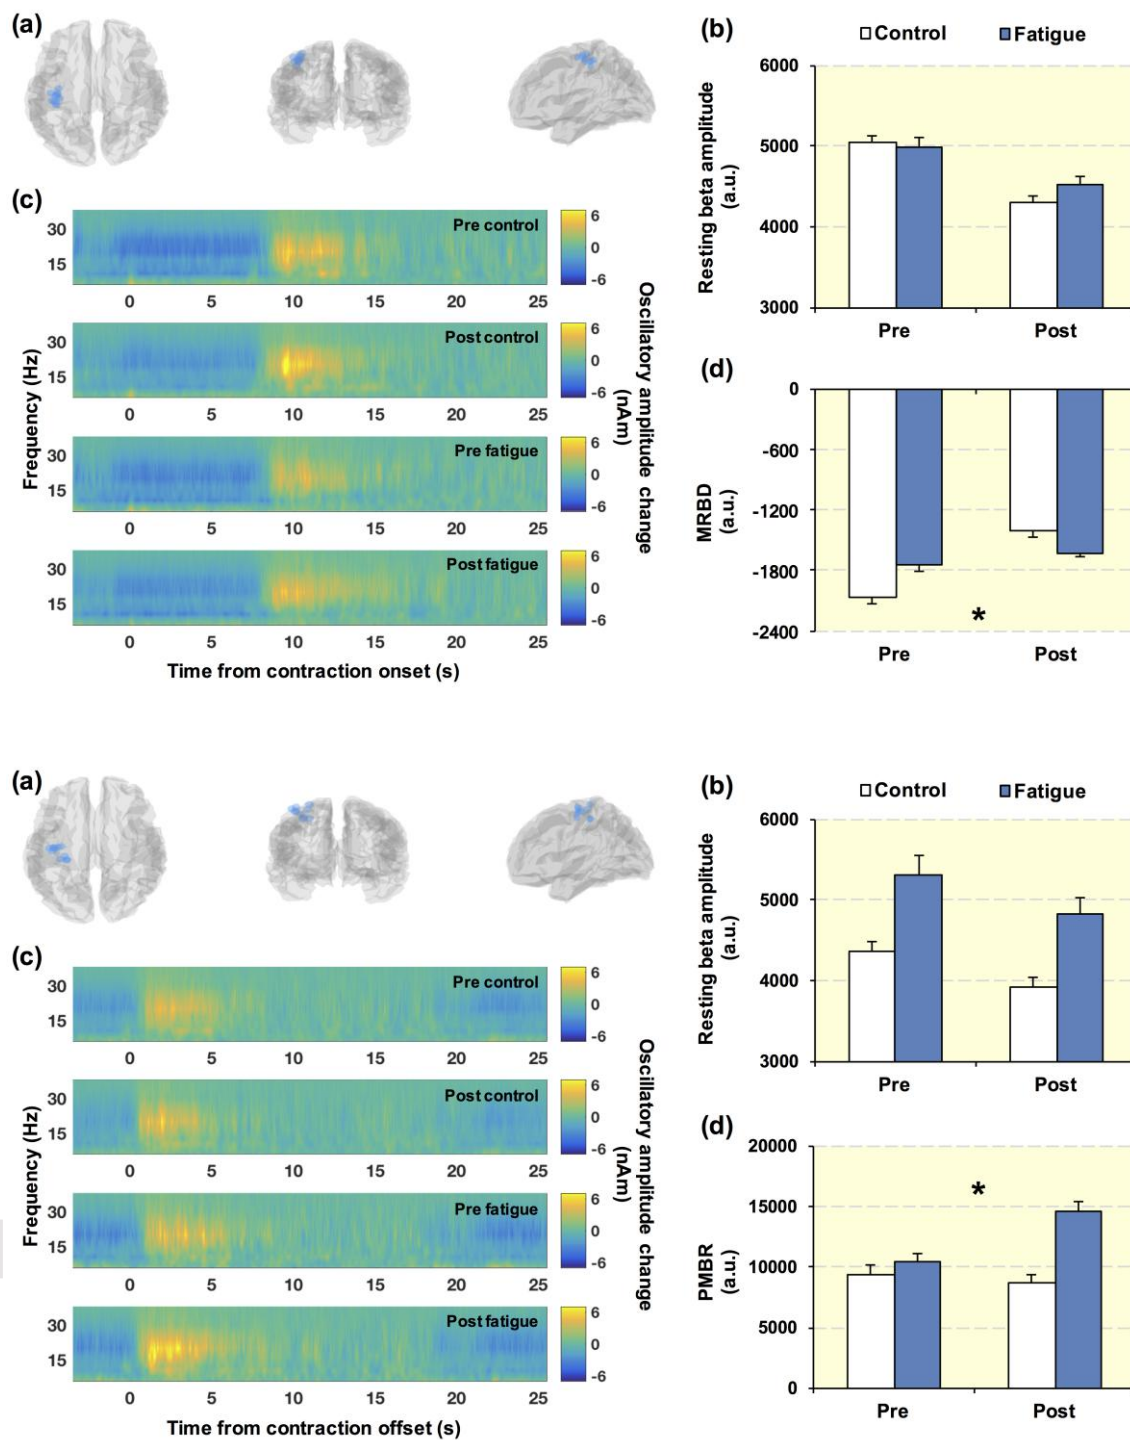 (a)
(b)
Control Fatigue
6000
5000
4000
3000
Resting beta amplitude
(a.u.)
Pre Post
(c)
30
15
Pre control
6
0
-6
0 5 10 15 20 25
30
15
Post control
6
0
-6
0 5 10 15 20 25
30
15
Pre fatigue
6
0
-6
0 5 10 15 20 25
30
15
Post fatigue
6
0
-6
0 5 10 15 20 25
Frequency (Hz)
Time from contraction onset (s)
Oscillatory amplitude change
(nAm)
(d)
0
-600
-1200
-1800
-2400
MRBD
(a.u.)
*
Pre Post
(a)
(b)
Control Fatigue
6000
5000
4000
3000
Resting beta amplitude
(a.u.)
Pre Post
(c)
30
15
Pre control
6
0
-6
0 5 10 15 20 25
30
15
Post control
6
0
-6
0 5 10 15 20 25
30
15
Pre fatigue
6
0
-6
0 5 10 15 20 25
30
15
Post fatigue
6
0
-6
0 5 10 15 20 25
Frequency (Hz)
Time from contraction offset (s)
Oscillatory amplitude change
(nAm)
(d)
20000
15000
10000
5000
0
PMBR
(a.u.)
*
Pre Post